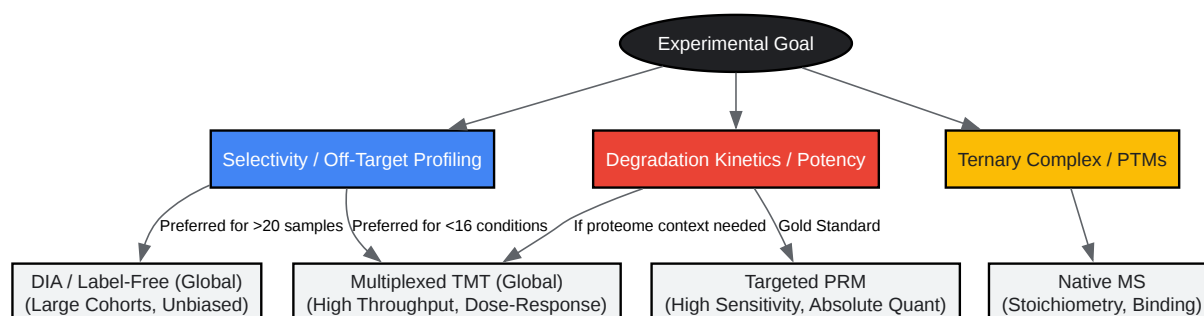 Experimental Goal
Selectivity / Off-Target Profiling
Degradation Kinetics / Potency
Ternary Complex / PTMs
Preferred for >20 samples
Preferred for <16 conditions
If proteome context needed
Gold Standard
DIA / Label-Free (Global)
(Large Cohorts, Unbiased)
Multiplexed TMT (Global)
(High Throughput, Dose-Response)
Targeted PRM
(High Sensitivity, Absolute Quant)
Native MS
(Stoichiometry, Binding)